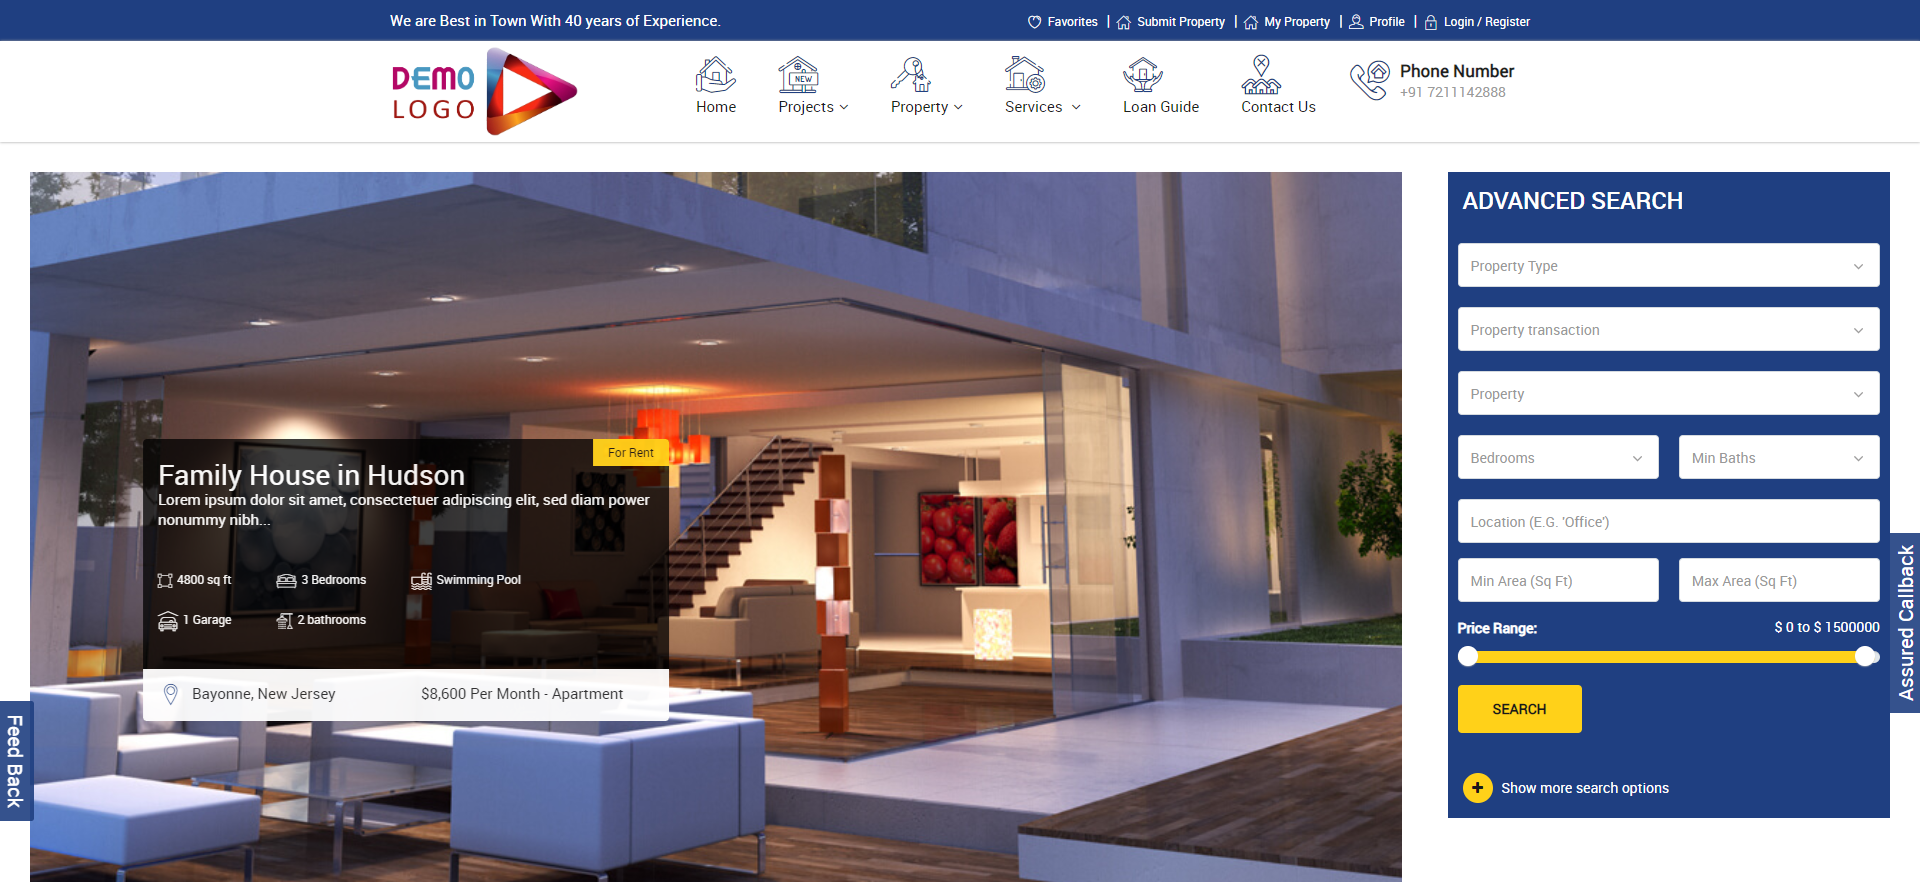 We are Best in Town With 40 years of Experience.
Favorites | Submit Property | My Property | Profile | Login / Register
DEMO
LOGO
Home
NEW
Projects
Property
Services
Loan Guide
Contact Us
Phone Number
+91 7211142888
For Rent
Family House in Hudson
Lorem ipsum dolor sit amet, consectetuer adipiscing elit, sed diam power
nonummy nibh...
4800 sq ft
3 Bedrooms
Swimming Pool
1 Garage
2 bathrooms
Bayonne, New Jersey
$8,600 Per Month - Apartment
Feed Back
ADVANCED SEARCH
Property Type
Property transaction
Property
Bedrooms
Min Baths
Location (E.G. 'Office')
Min Area (Sq Ft)
Max Area (Sq Ft)
Price Range:
$ 0 to $ 1500000
SEARCH
Show more search options
Assured Callback